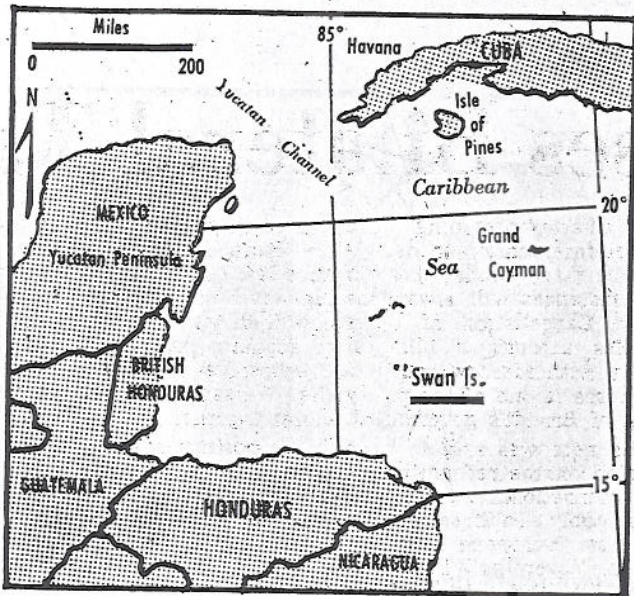 Miles
0 200
N
85°
Havana
CUBA
Yucatan Channel
Isle
of
Pines
Caribbean
MEXICO
20°
Yucatan Peninsula
Grand
Cayman
Sea
BRITISH
HONDURAS
Swan Is.
GUATEMALA
HONDURAS
15°
NICARAGUA